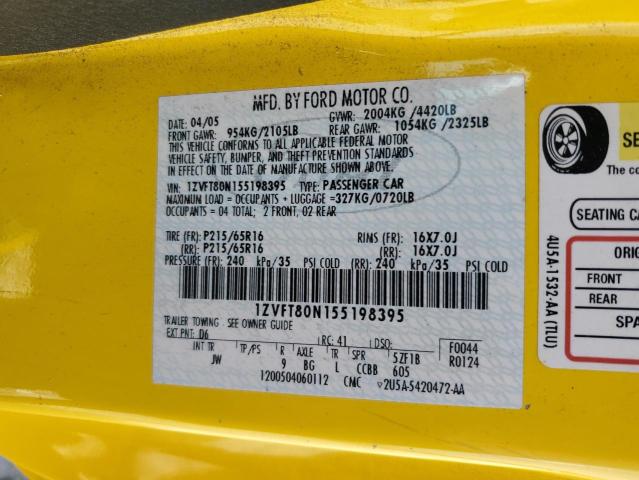 MFD. BY FORD MOTOR CO.
DATE: 04/05 GVWR: 2004KG /4420LB
FRONT GAWR: 954KG/2105LB REAR GAWR: 1054KG /2325LB
THIS VEHICLE CONFORMS TO ALL APPLICABLE FEDERAL MOTOR
VEHICLE SAFETY, BUMPER, AND THEFT PREVENTION STANDARDS
IN EFFECT ON THE DATE OF MANUFACTURE SHOWN ABOVE.
VIN: 1ZVFT80N155198395 TYPE: PASSENGER CAR
MAXIMUM LOAD = OCCUPANTS + LUGGAGE =327KG/0720LB
OCCUPANTS = 04 TOTAL: 2 FRONT, 02 REAR
TIRE (FR): P215/65R16 RIMS (FR): 16X7.0J
(RR): P215/65R16 (RR): 16X7.0J
PRESSURE (FR): 240 kPa/35 PSI COLD (RR): 240 kPa/35 PSI COLD
1ZVFT80N155198395
TRAILER TOWING - SEE OWNER GUIDE
EXT PNT: D6 RC: 41 DSO: F0044
INT TR TP/PS R AXLE TR SPR 5ZF1B R0124
JW 9 BG L CCBB 605
1200504060112 CMC ▽2U5A-5420472-AA
4U5A-1532-AA (TLU)
SE
The co
SEATING CA
ORIG
FRONT
REAR
SPA